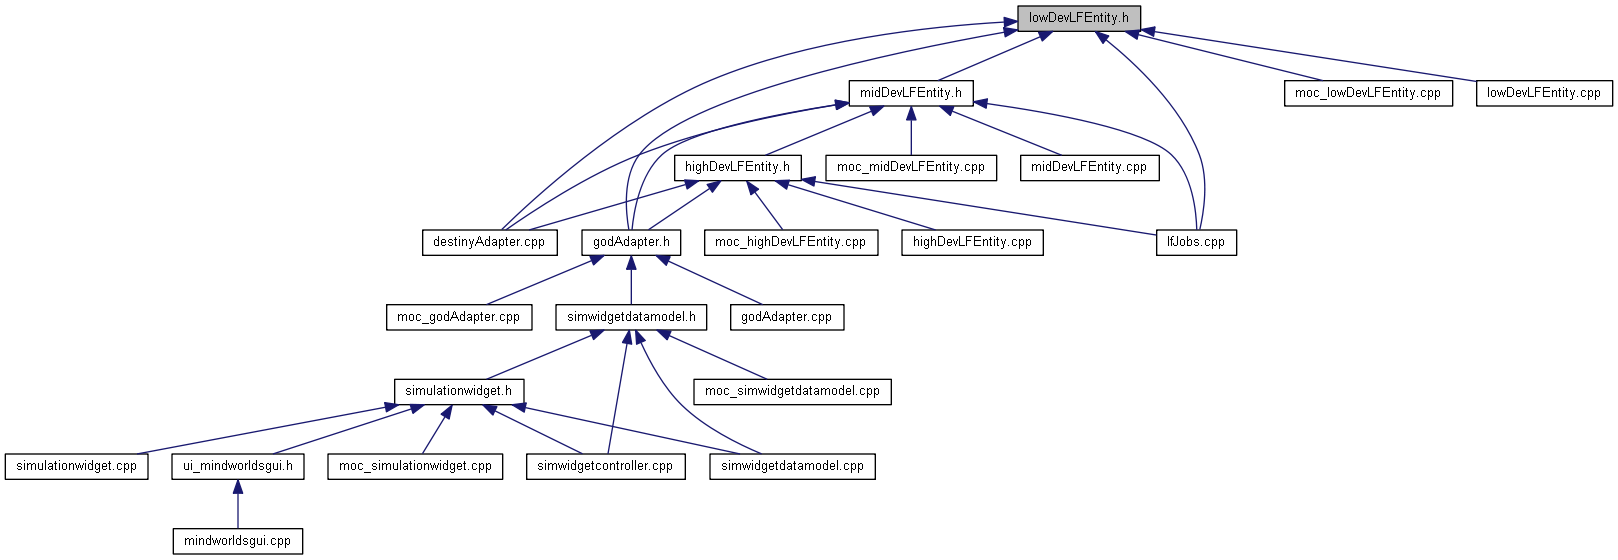 lowDevLFEntity.h
midDevLFEntity.h
moc_lowDevLFEntity.cpp
lowDevLFEntity.cpp
highDevLFEntity.h
moc_midDevLFEntity.cpp
midDevLFEntity.cpp
destinyAdapter.cpp
godAdapter.h
moc_highDevLFEntity.cpp
highDevLFEntity.cpp
lfJobs.cpp
moc_godAdapter.cpp
simwidgetdatamodel.h
godAdapter.cpp
simulationwidget.h
moc_simwidgetdatamodel.cpp
simulationwidget.cpp
ui_mindworldsgui.h
moc_simulationwidget.cpp
simwidgetcontroller.cpp
simwidgetdatamodel.cpp
mindworldsgui.cpp